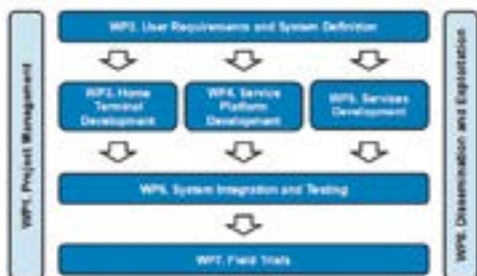 WP1. Project Management
WP2. User Requirements and System Definition
WP3. Home
Terminal
Development
WP4. Service
Platform
Development
WP5. Services
Development
WP6. System Integration and Testing
WP7. Field Trials
WP8. Dissemination and Exploitation